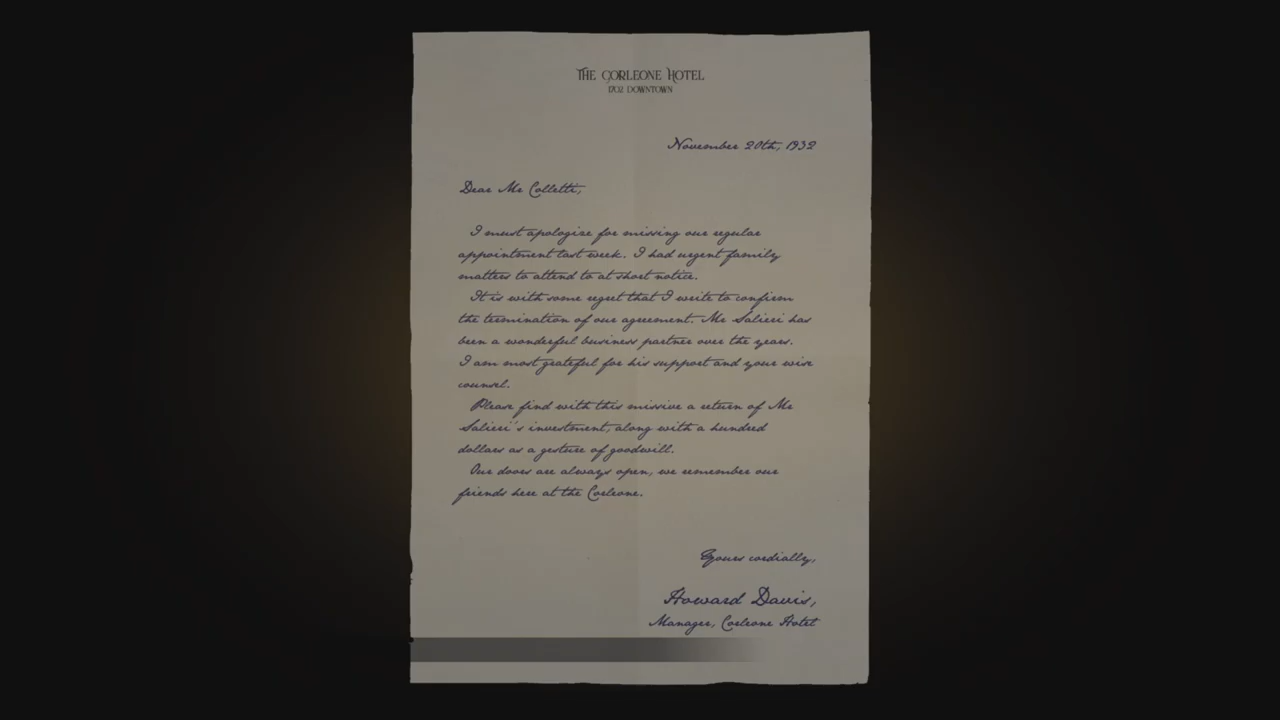 THE CORLEONE HOTEL
1702 DOWNTOWN
November 20th, 1932
Dear Mr Colletti,
I must apologize for missing our regular
appointment last week. I had urgent family
matters to attend to at short notice.
It is with some regret that I write to confirm
the termination of our agreement. Mr Salieri has
been a wonderful business partner over the years.
I am most grateful for his support and your wise
counsel.
Please find with this missive a return of Mr
Salieri's investment, along with a hundred
dollars as a gesture of goodwill.
Our doors are always open, we remember our
friends here at the Corleone.
Yours cordially,
Howard Davis,
Manager, Corleone Hotel